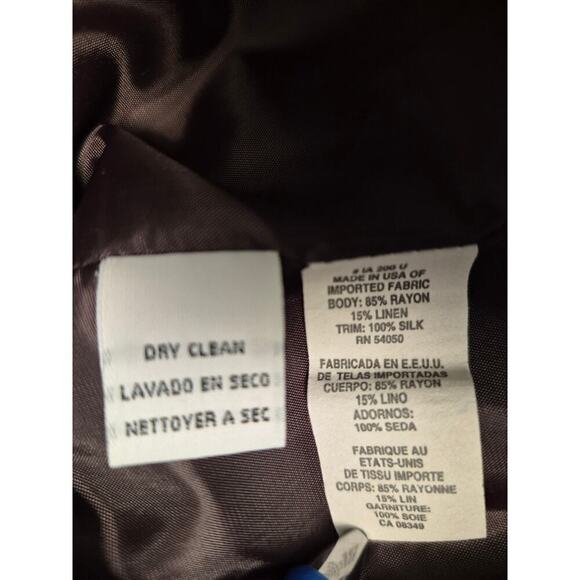 DRY CLEAN
LAVADO EN SECO
NETTOYER A SEC
# IA 200 U
MADE IN USA OF
IMPORTED FABRIC
BODY: 85% RAYON
15% LINEN
TRIM: 100% SILK
RN 54050
FABRICADA EN E.E.U.U.
DE TELAS IMPORTADAS
CUERPO: 85% RAYON
15% LINO
ADORNOS:
100% SEDA
FABRIQUE AU
ETATS-UNIS
DE TISSU IMPORTE
CORPS: 85% RAYONNE
15% LIN
GARNITURE:
100% SOIE
CA 08349